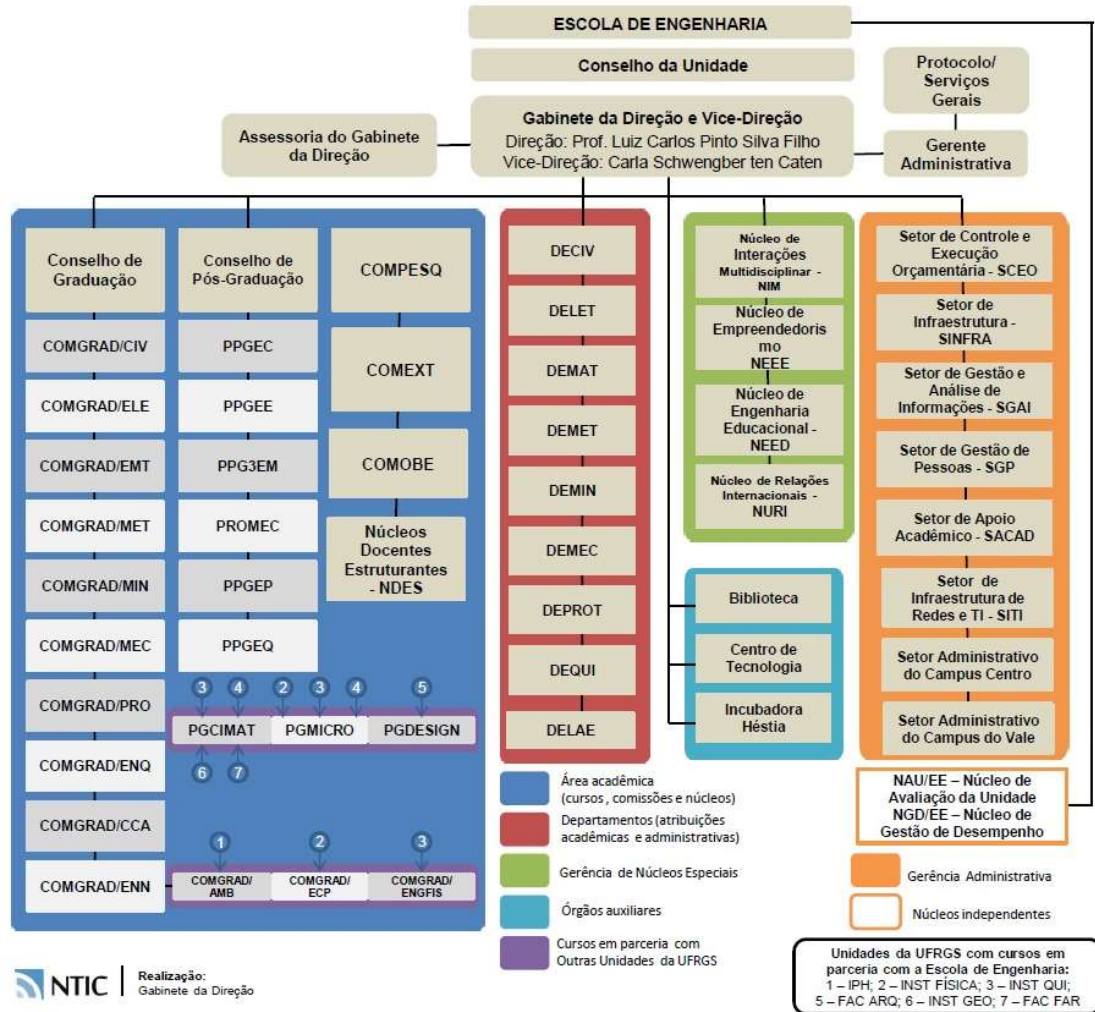 ESCOLA DE ENGENHARIA
Conselho da Unidade
Protocolo/
Serviços
Gerais
Assessoria do Gabinete
da Direção
Gabinete da Direção e Vice-Direção
Direção: Prof. Luiz Carlos Pinto Silva Filho
Vice-Direção: Carla Schwengber ten Caten
Gerente
Administrativa
Conselho de
Graduação
COMGRAD/CIV
COMGRAD/ELE
COMGRAD/EMT
COMGRAD/MET
COMGRAD/MIN
COMGRAD/MEC
COMGRAD/PRO
COMGRAD/ENQ
COMGRAD/CCA
COMGRAD/ENN
Conselho de
Pós-Graduação
PPGEC
PPGEE
PPG3EM
PROMEC
PPGEP
PPGEQ
COMPESQ
COMEXT
COMOBE
Núcleos
Docentes
Estruturantes
- NDES
3 4 2 3 4 5
PGCIMAT PGMICRO PGDESIGN
6 7
1 2 3
COMGRAD/
AMB
COMGRAD/
ECP
COMGRAD/
ENGFIS
DECIV
DELET
DEMAT
DEMET
DEMIN
DEMEC
DEPROT
DEQUI
DELAE
Núcleo de
Interações
Multidisciplinar -
NIM
Núcleo de
Empreendedoris
mo
NEEE
Núcleo de
Engenharia
Educacional -
NEED
Núcleo de Relações
Internacionais -
NURI
Biblioteca
Centro de
Tecnologia
Incubadora
Héstia
Setor de Controle e
Execução
Orçamentária - SCEO
Setor de
Infraestrutura -
SINFRA
Setor de Gestão e
Análise de
Informações - SGAI
Setor de Gestão de
Pessoas - SGP
Setor de Apoio
Acadêmico - SACAD
Setor de
Infraestrutura de
Redes e TI - SITI
Setor Administrativo
do Campus Centro
Setor Administrativo
do Campus do Vale
NAU/EE – Núcleo de
Avaliação da Unidade
NGD/EE – Núcleo de
Gestão de Desempenho
Área acadêmica
(cursos , comissões e núcleos)
Departamentos (atribuições
acadêmicas e administrativas)
Gerência de Núcleos Especiais
Órgãos auxiliares
Cursos em parceria com
Outras Unidades da UFRGS
Gerência Administrativa
Núcleos independentes
Unidades da UFRGS com cursos em
parceria com a Escola de Engenharia:
1 – IPH; 2 – INST FÍSICA; 3 – INST QUI;
5 – FAC ARQ; 6 – INST GEO; 7 – FAC FAR
NTIC
Realização:
Gabinete da Direção